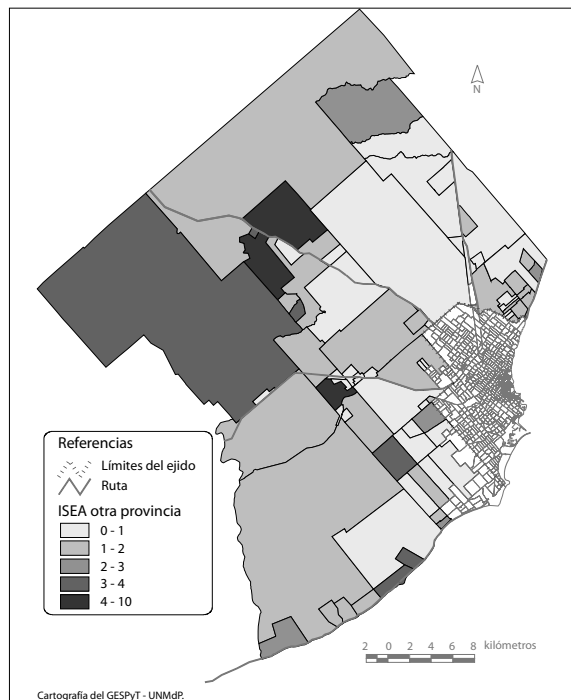 N
Referencias
Límites del ejido
Ruta
ISEA otra provincia
0 - 1
1 - 2
2 - 3
3 - 4
4 - 10
2 0 2 4 6 8 kilómetros
Cartografía del GESPyT - UNMdP.